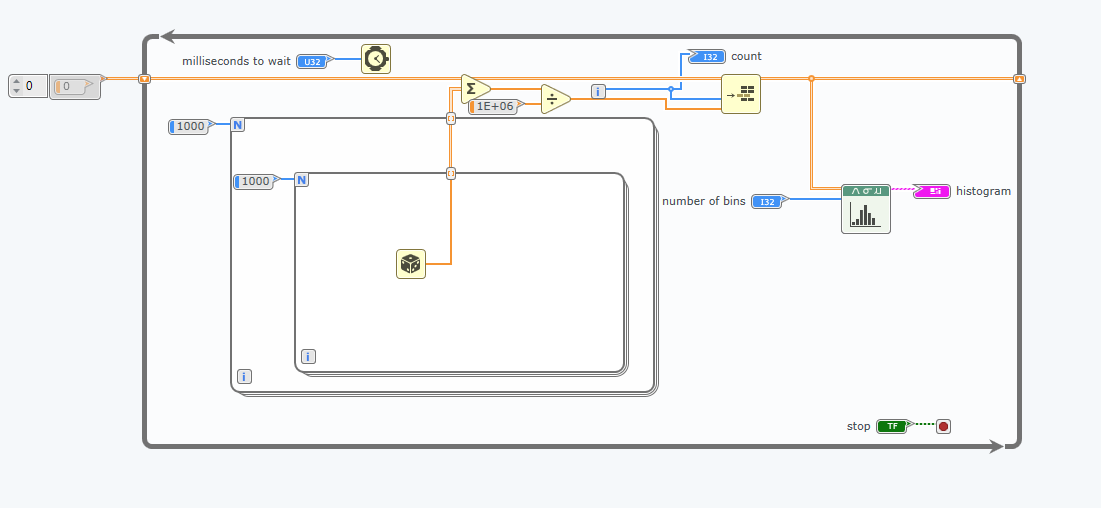 milliseconds to wait U32
I32 count
0 0
Σ
1E+06 ÷ i
1000 N
1000 N
number of bins I32
histogram
i
i
stop TF